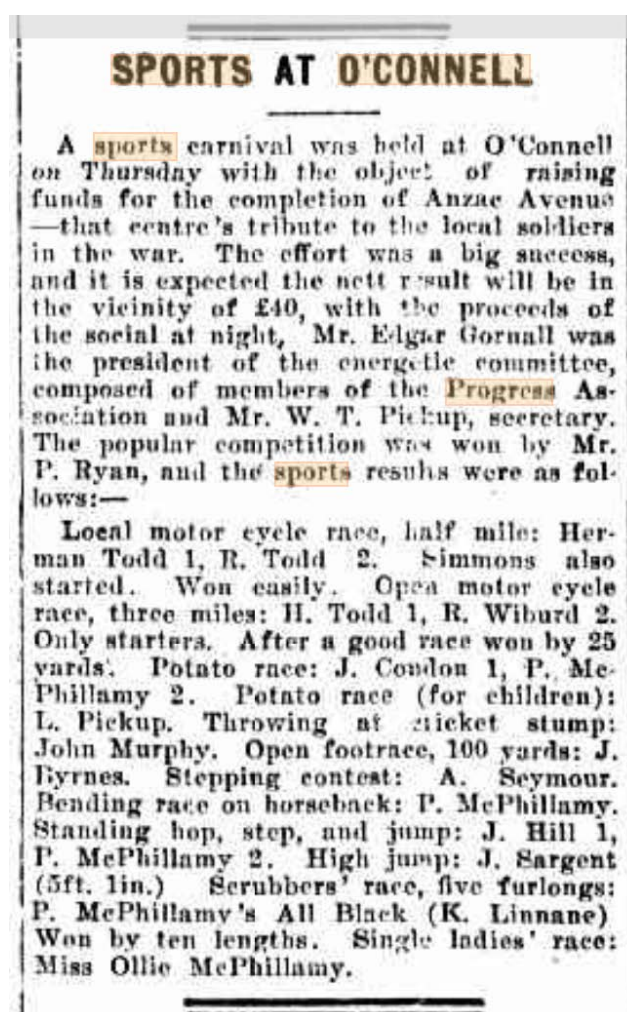 SPORTS AT O'CONNELL
A sports carnival was held at O'Connell
on Thursday with the object of raising
funds for the completion of Anzac Avenue
—that centre's tribute to the local soldiers
in the war. The effort was a big success,
and it is expected the nett result will be in
the vicinity of £40, with the proceeds of
the social at night, Mr. Edgar Gornall was
the president of the energetic committee,
composed of members of the Progress As-
sociation and Mr. W. T. Pickup, secretary.
The popular competition was won by Mr.
P. Ryan, and the sports results were as fol-
lows:—
Local motor cycle race, half mile: Her-
man Todd 1, R. Todd 2. Simmons also
started. Won easily. Open motor cycle
race, three miles: H. Todd 1, R. Wiburd 2.
Only starters. After a good race won by 25
yards. Potato race: J. Condon 1, P. Mc-
Phillamy 2. Potato race (for children):
L. Pickup. Throwing at cricket stump:
John Murphy. Open footrace, 100 yards: J.
Byrnes. Stepping contest: A. Seymour.
Bending race on horseback: P. McPhillamy.
Standing hop, step, and jump: J. Hill 1,
P. McPhillamy 2. High jump: J. Sargent
(5ft. 1in.) Scrubbers' race, five furlongs:
P. McPhillamy's All Black (K. Linnane)
Won by ten lengths. Single ladies' race:
Miss Ollie McPhillamy.